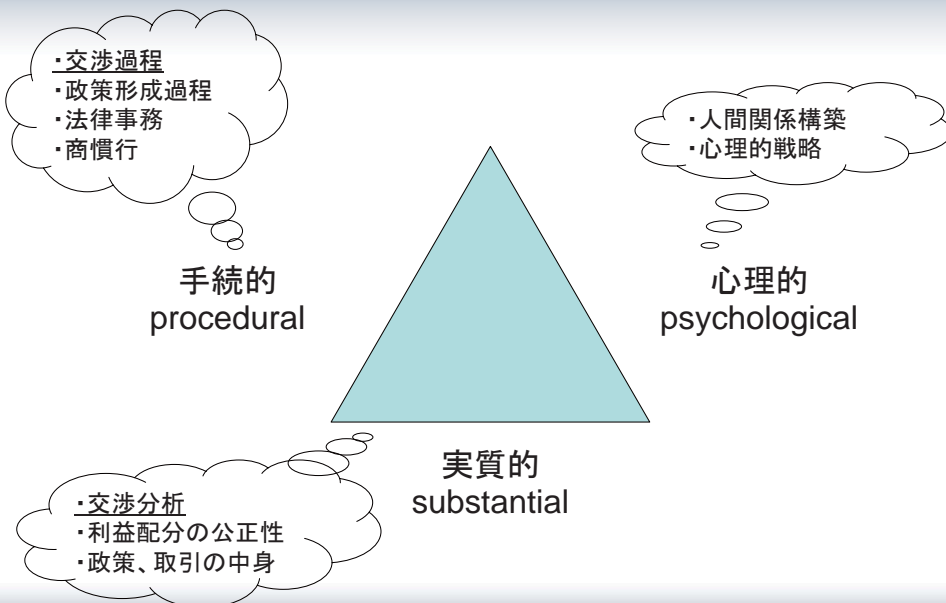 ・交渉過程
・政策形成過程
・法律事務
・商慣行
・人間関係構築
・心理的戦略
手続的
procedural
心理的
psychological
実質的
substantial
・交渉分析
・利益配分の公正性
・政策、取引の中身